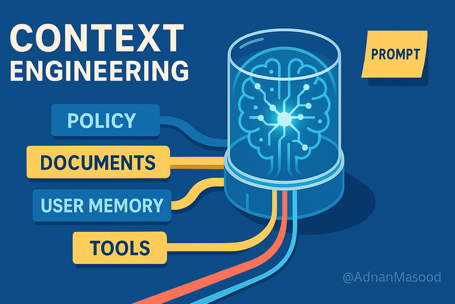 CONTEXT
ENGINEERING
PROMPT
POLICY
DOCUMENTS
USER MEMORY
TOOLS
@AdnanMasood